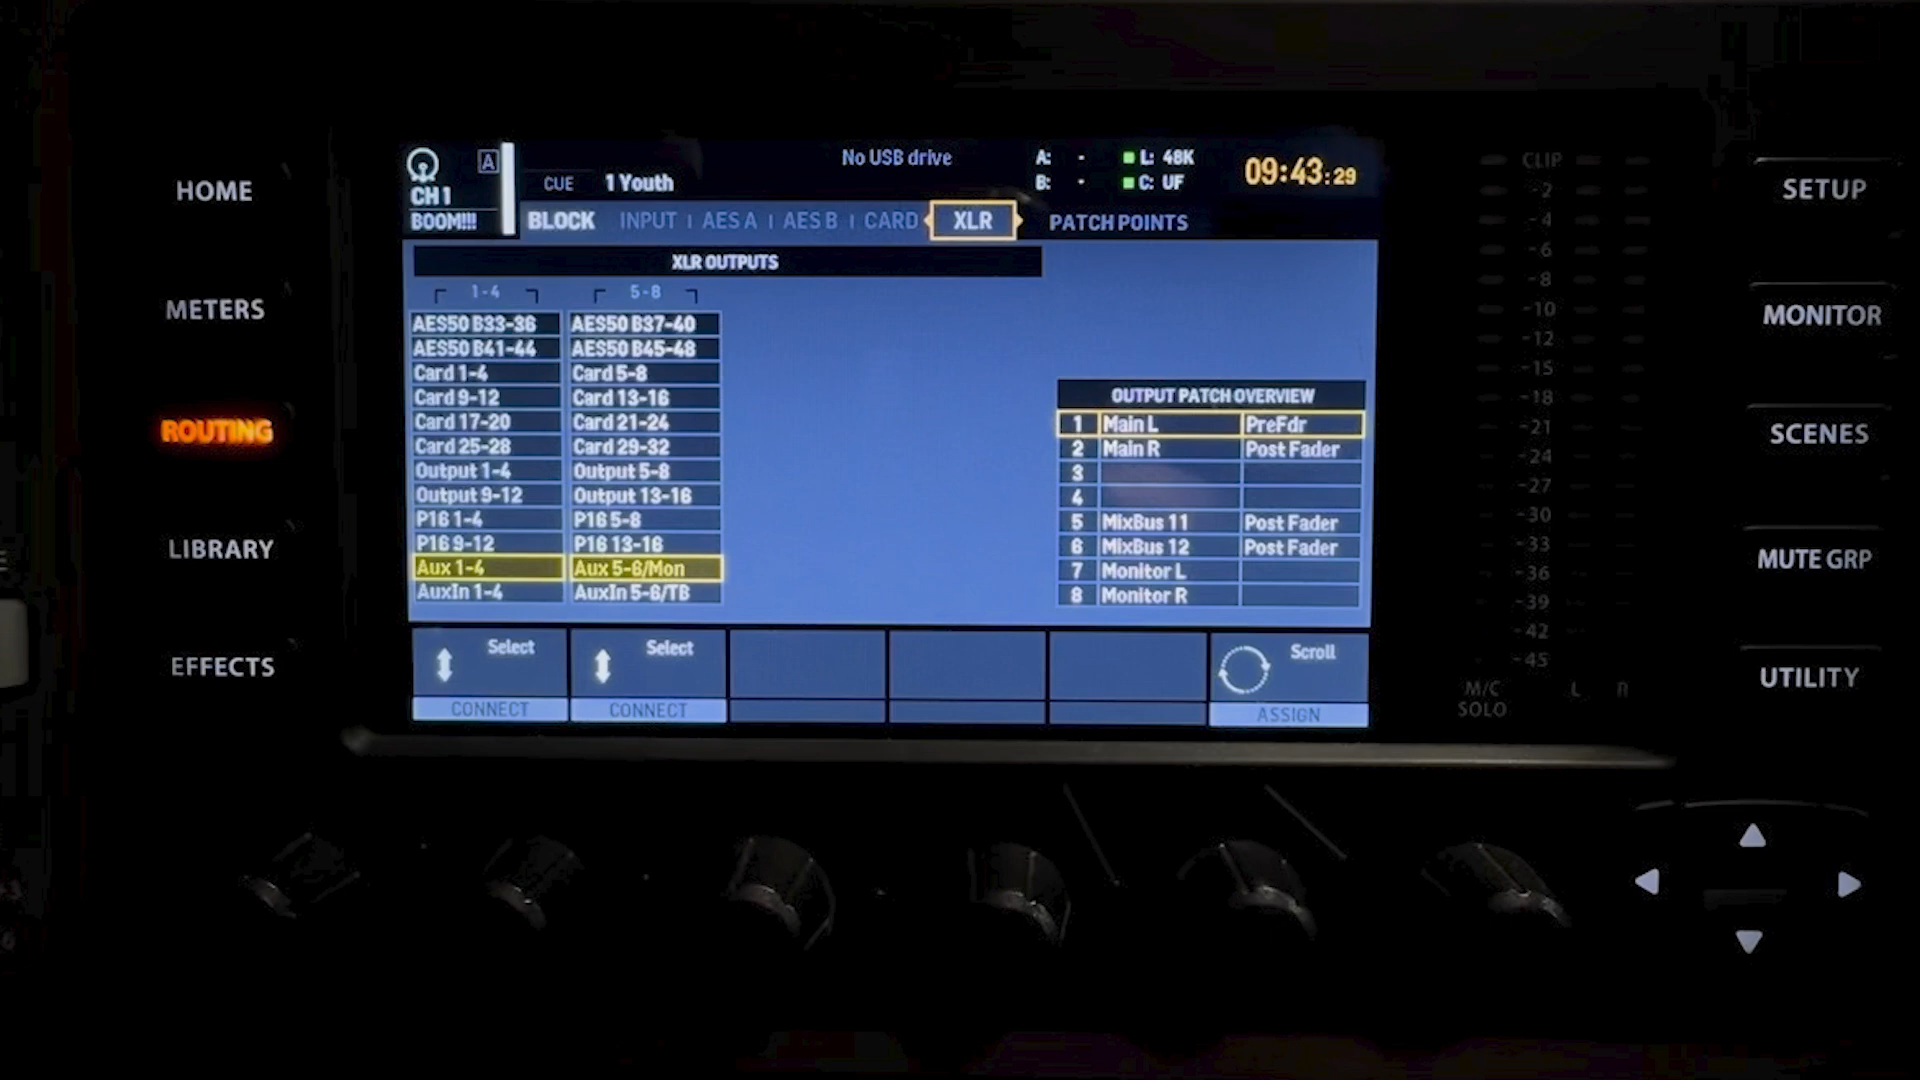 HOME
METERS
ROUTING
LIBRARY
EFFECTS
CH 1
A
BOOM!!!
CUE 1 Youth
No USB drive
A: - L: 48K
B: - C: UF
09:43:29
BLOCK INPUT | AES A | AES B | CARD XLR PATCH POINTS
XLR OUTPUTS
1-4 5-8
AES50 B33-36 AES50 B37-40
AES50 B41-44 AES50 B45-48
Card 1-4 Card 5-8
Card 9-12 Card 13-16
Card 17-20 Card 21-24
Card 25-28 Card 29-32
Output 1-4 Output 5-8
Output 9-12 Output 13-16
P16 1-4 P16 5-8
P16 9-12 P16 13-16
Aux 1-4 Aux 5-6/Mon
AuxIn 1-4 AuxIn 5-6/TB
OUTPUT PATCH OVERVIEW
1 Main L PreFdr
2 Main R Post Fader
3
4
5 MixBus 11 Post Fader
6 MixBus 12 Post Fader
7 Monitor L
8 Monitor R
Select Select Scroll
CONNECT CONNECT ASSIGN
CLIP
-2
-4
-6
-8
-10
-12
-15
-18
-21
-24
-27
-30
-33
-36
-39
-42
-45
M/C L R
SOLO
SETUP
MONITOR
SCENES
MUTE GRP
UTILITY